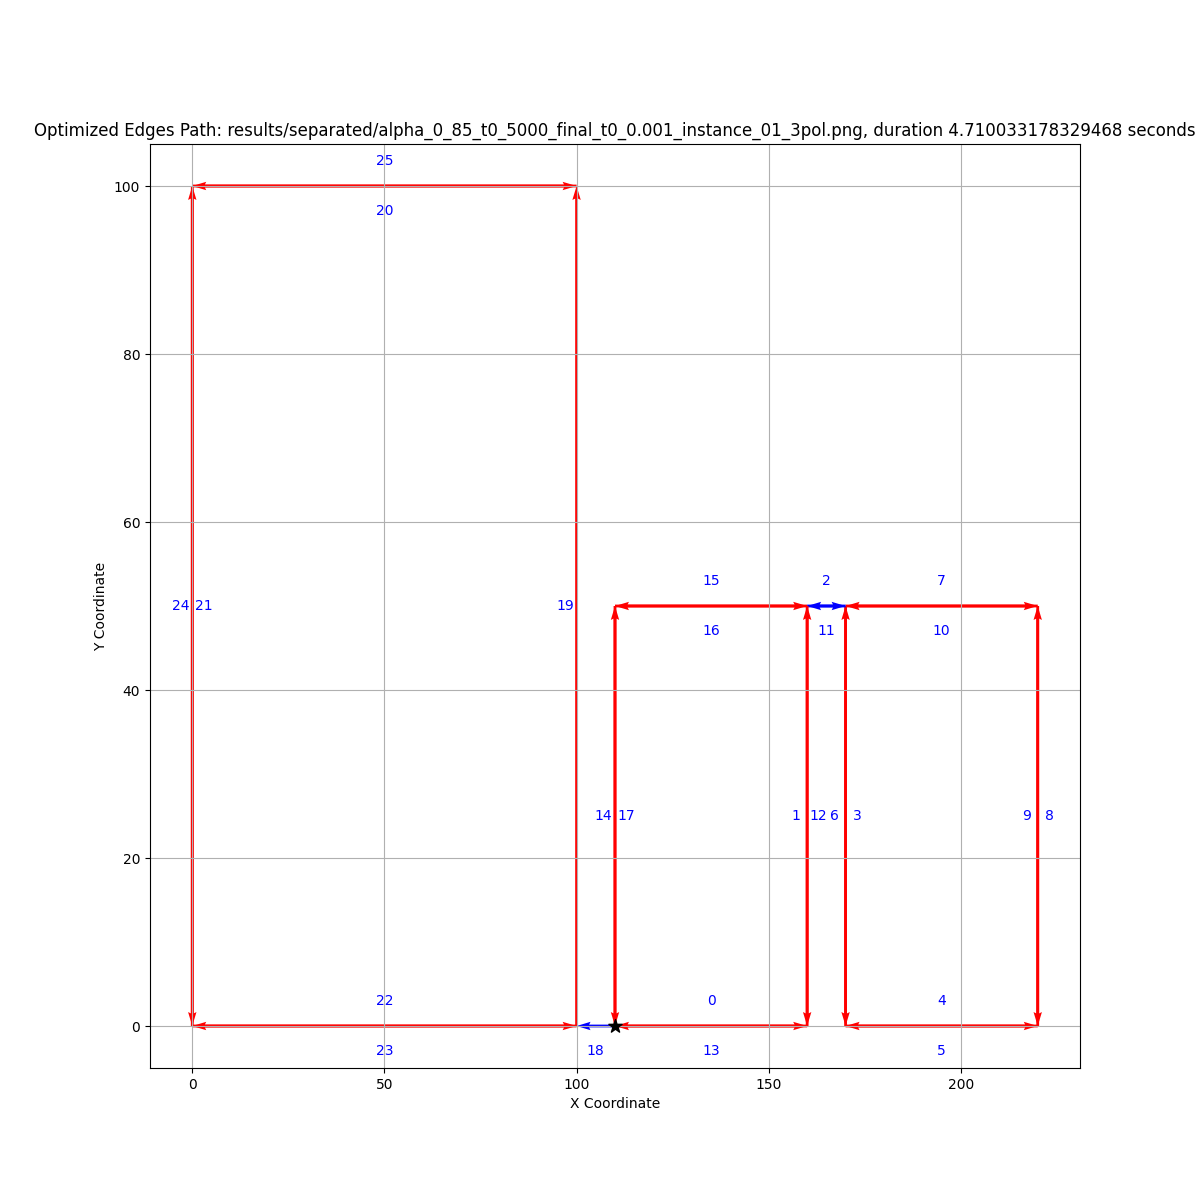 Optimized Edges Path: results/separated/alpha_0_85_t0_5000_final_t0_0.001_instance_01_3pol.png, duration 4.710033178329468 seconds
25
100
20
80
60
15 2 7
24 21 19
16 11 10
Y Coordinate
40
14 17 1 12 6 3 9 8
20
22 0 4
0
23 18 13 5
0 50 100 150 200
X Coordinate